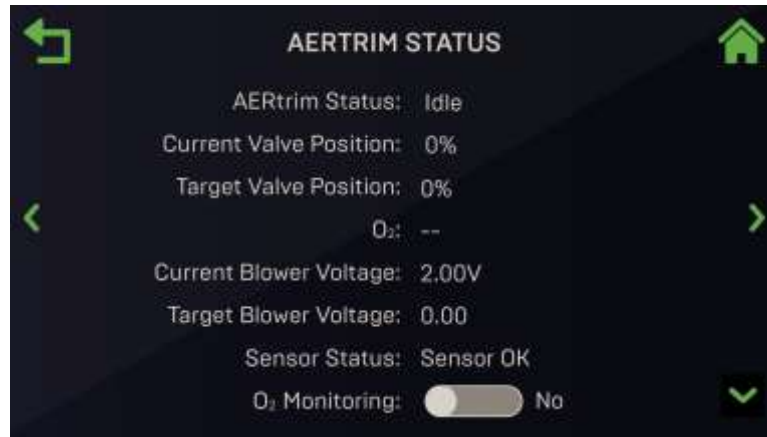 AERTRIM STATUS
AERtrim Status: Idle
Current Valve Position: 0%
Target Valve Position: 0%
O₂: --
Current Blower Voltage: 2.00V
Target Blower Voltage: 0.00
Sensor Status: Sensor OK
O₂ Monitoring: No